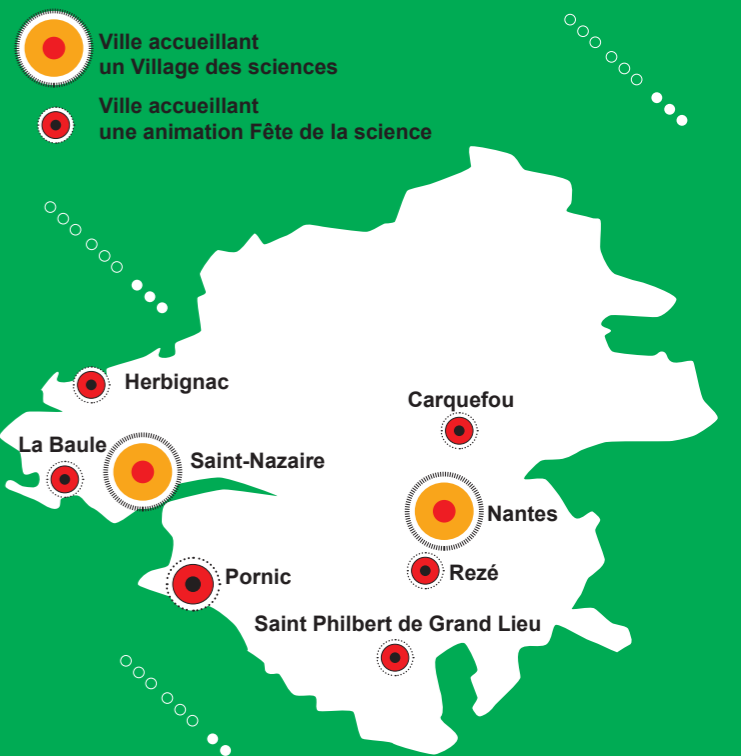 Ville accueillant
un Village des sciences
Ville accueillant
une animation Fête de la science
Herbignac
Carquefou
La Baule
Saint-Nazaire
Nantes
Pornic
Rezé
Saint Philbert de Grand Lieu